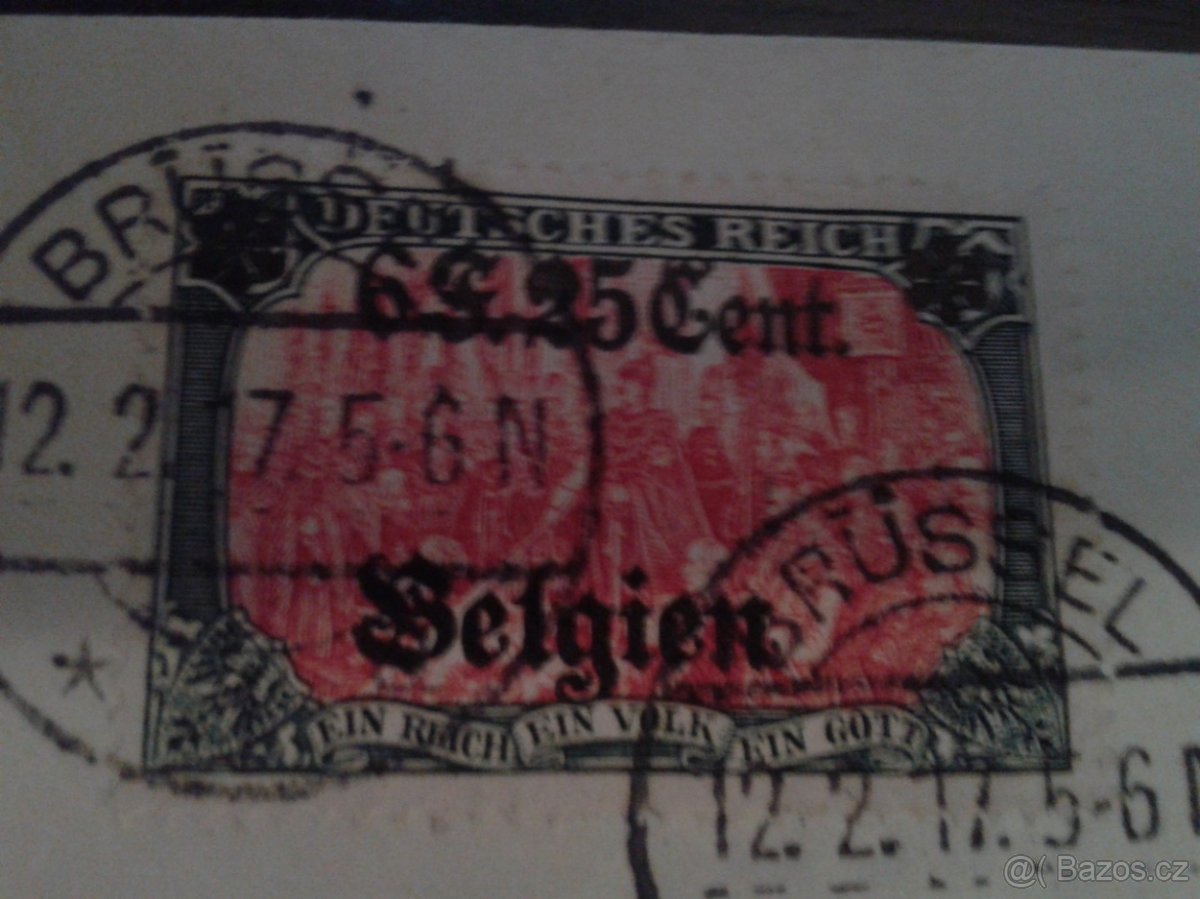 DEUTSCHES REICH
6 F. 25 Cent.
12. 2. 17. 5-6 N
Belgien
BRÜSSEL
EIN REICH EIN VOLK EIN GOTT
12. 2. 17. 5-6 N
@( Bazos.cz